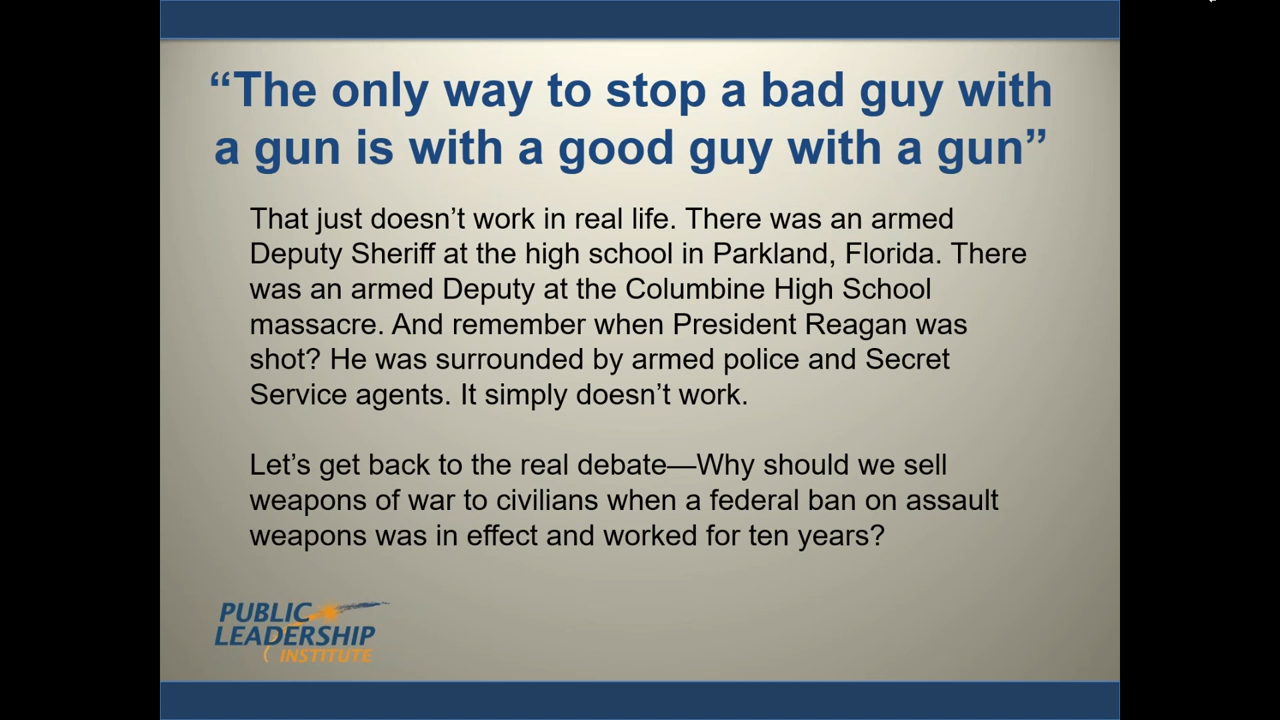 “The only way to stop a bad guy with
a gun is with a good guy with a gun”
That just doesn’t work in real life. There was an armed
Deputy Sheriff at the high school in Parkland, Florida. There
was an armed Deputy at the Columbine High School
massacre. And remember when President Reagan was
shot? He was surrounded by armed police and Secret
Service agents. It simply doesn’t work.
Let’s get back to the real debate—Why should we sell
weapons of war to civilians when a federal ban on assault
weapons was in effect and worked for ten years?
PUBLIC
LEADERSHIP
INSTITUTE